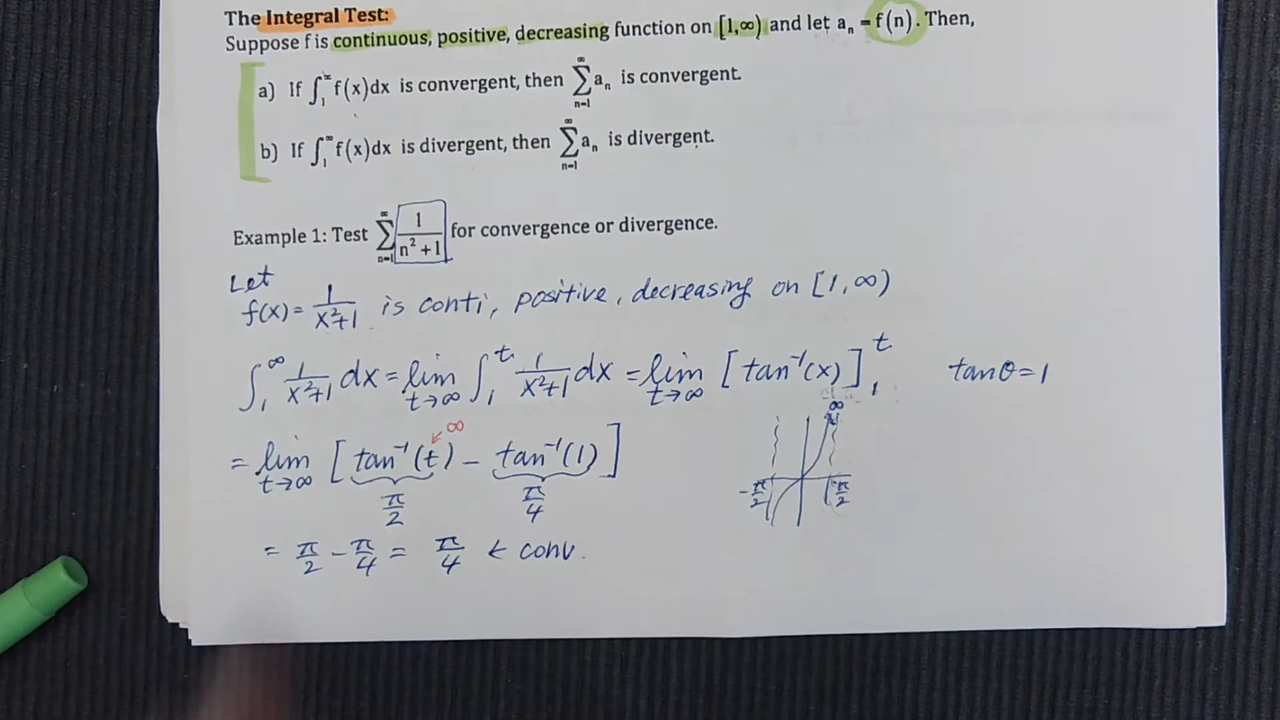 The Integral Test:
Suppose f is continuous, positive, decreasing function on [1,∞) and let aₙ = f(n). Then,
a) If ∫₁^∞ f(x)dx is convergent, then ∑_{n=1}^∞ aₙ is convergent.
b) If ∫₁^∞ f(x)dx is divergent, then ∑_{n=1}^∞ aₙ is divergent.
Example 1: Test ∑_{n=1}^∞ 1/(n²+1) for convergence or divergence.
Let
f(x) = 1/(x²+1) is conti, positive, decreasing on [1,∞)
∫₁^∞ 1/(x²+1) dx = lim_{t→∞} ∫₁^t 1/(x²+1) dx = lim_{t→∞} [tan⁻¹(x)]₁^t
tanθ = 1
= lim_{t→∞} [tan⁻¹(t) − tan⁻¹(1)]
∞
π/2 π/4
∞
−π/2 π/2
= π/2 − π/4 = π/4 ← conv.